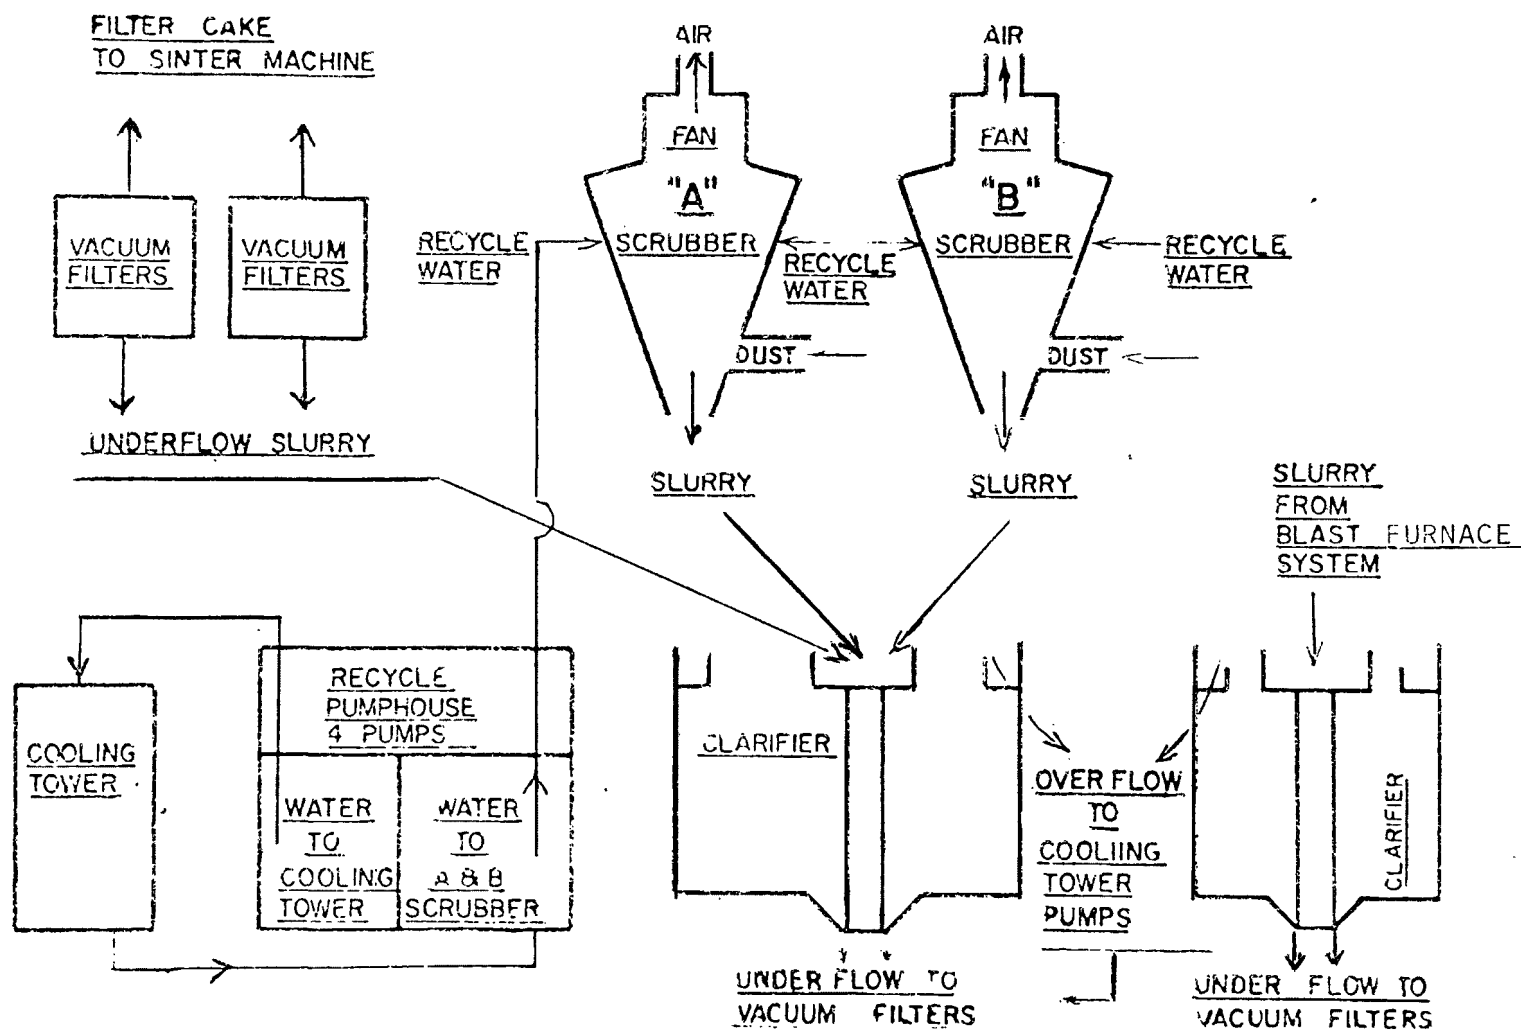 FILTER CAKE
TO SINTER MACHINE
AIR
AIR
FAN
FAN
"A"
"B"
SCRUBBER
SCRUBBER
VACUUM
FILTERS
VACUUM
FILTERS
RECYCLE
WATER
RECYCLE
WATER
RECYCLE
WATER
DUST
DUST
UNDERFLOW SLURRY
SLURRY
SLURRY
SLURRY
FROM
BLAST FURNACE
SYSTEM
RECYCLE
PUMPHOUSE
4 PUMPS
COOLING
TOWER
WATER
TO
COOLING
TOWER
WATER
TO
A & B
SCRUBBER
CLARIFIER
OVER FLOW
TO
COOLIING
TOWER
PUMPS
CLARIFIER
UNDER FLOW TO
VACUUM FILTERS
UNDER FLOW TO
VACUUM FILTERS